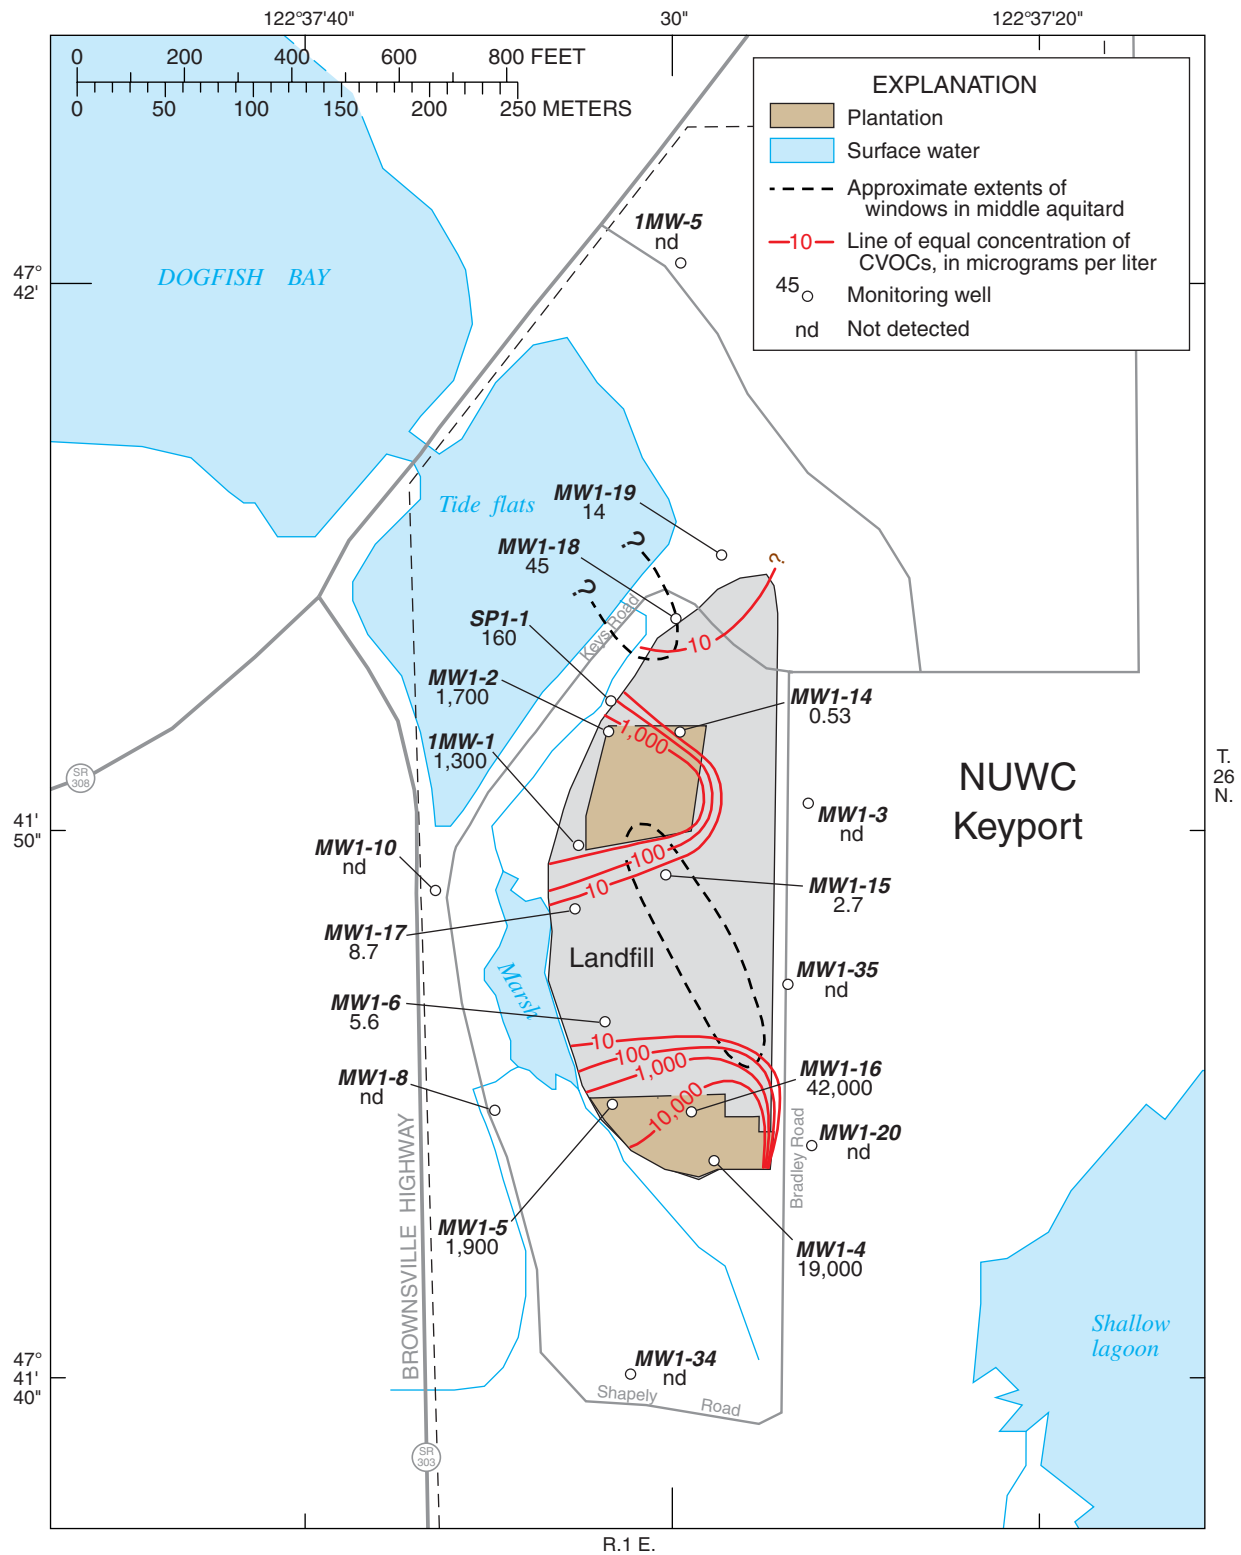 122°37'40"
30"
122°37'20"
0 200 400 600 800 FEET
0 50 100 150 200 250 METERS
EXPLANATION
Plantation
Surface water
Approximate extents of
windows in middle aquitard
10 Line of equal concentration of
CVOCs, in micrograms per liter
45 Monitoring well
nd Not detected
1MW-5
nd
47°
42'
DOGFISH BAY
Tide flats
MW1-19
14
?
MW1-18
45
?
?
SP1-1
160
Keys Road
10
MW1-2
1,700
MW1-14
0.53
1,000
1MW-1
1,300
SR
308
NUWC
Keyport
T.
26
N.
MW1-3
nd
41'
50"
MW1-10
nd
100
10
MW1-15
2.7
MW1-17
8.7
Landfill
MW1-35
nd
Marsh
MW1-6
5.6
10
100
1,000
10,000
MW1-16
42,000
MW1-8
nd
MW1-20
nd
Bradley Road
BROWNSVILLE HIGHWAY
MW1-5
1,900
MW1-4
19,000
Shallow
lagoon
47°
41'
40"
MW1-34
nd
Shapely Road
SR
303
R.1 E.